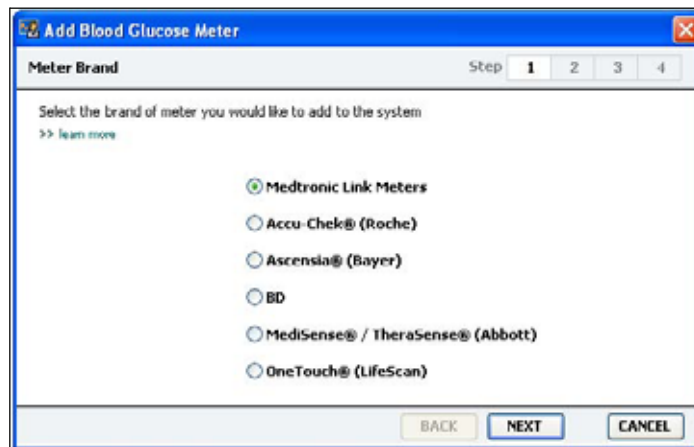 Add Blood Glucose Meter
Meter Brand Step 1 2 3 4
Select the brand of meter you would like to add to the system
>> learn more
Medtronic Link Meters
Accu-Chek® (Roche)
Ascensia® (Bayer)
BD
MediSense® / TheraSense® (Abbott)
OneTouch® (LifeScan)
BACK NEXT CANCEL